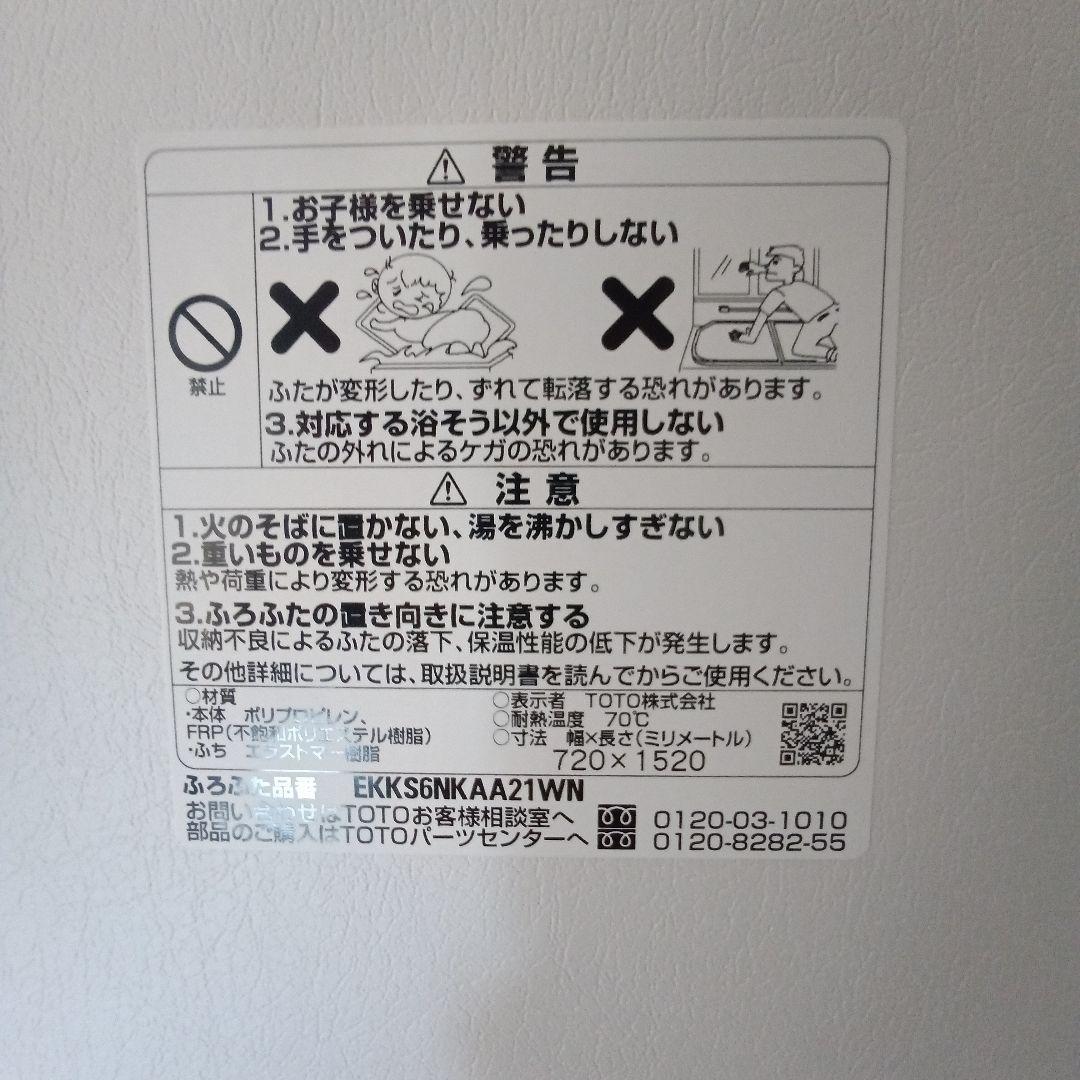 警告
禁止
1.お子様を乗せない
2.手をついたり、乗ったりしない
ふたが変形したり、ずれて転落する恐れがあります。
3.対応する浴そう以外で使用しない
ふたの外れによるケガの恐れがあります。
注意
1.火のそばに置かない、湯を沸かしすぎない
2.重いものを乗せない
熱や荷重により変形する恐れがあります。
3.ふろふたの置き向きに注意する
収納不良によるふたの落下、保温性能の低下が発生します。
その他詳細については、取扱説明書を読んでからご使用ください。
○材質
・本体 ポリプロピレン、
FRP(不飽和ポリエステル樹脂)
・ふち エラストマー樹脂
○表示者 TOTO株式会社
○耐熱温度 70℃
○寸法 幅×長さ(ミリメートル)
720×1520
ふろふた品番 EKKS6NKAA21WN
お問い合わせはTOTOお客様相談室へ 0120-03-1010
部品のご購入はTOTOパーツセンターへ 0120-8282-55